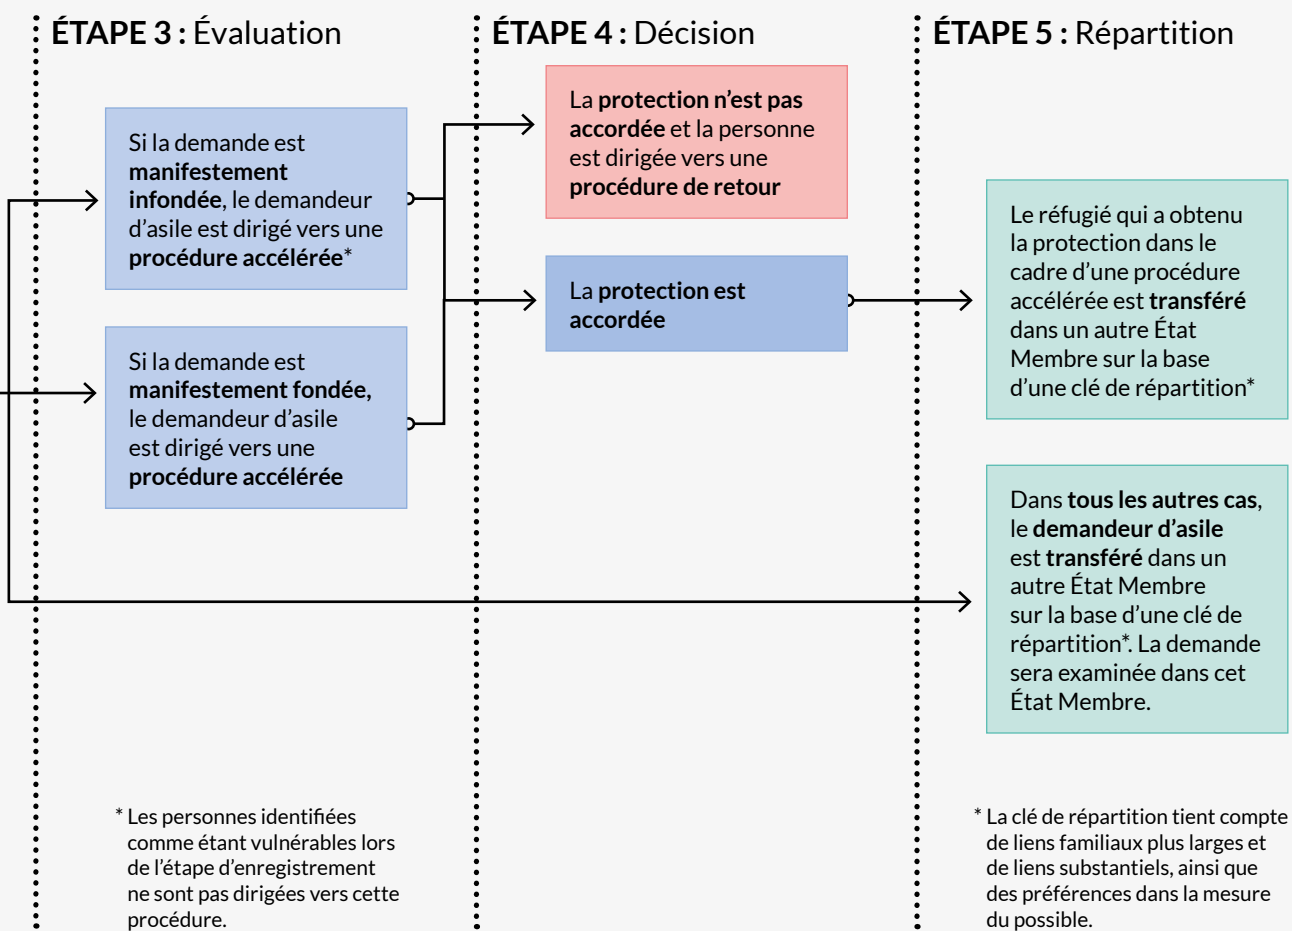 ÉTAPE 3 : Évaluation
Si la demande est
manifestement
infondée, le demandeur
d’asile est dirigé vers une
procédure accélérée*
Si la demande est
manifestement fondée,
le demandeur d’asile
est dirigé vers une
procédure accélérée
* Les personnes identifiées
comme étant vulnérables lors
de l’étape d’enregistrement
ne sont pas dirigées vers cette
procédure.
ÉTAPE 4 : Décision
La protection n’est pas
accordée et la personne
est dirigée vers une
procédure de retour
La protection est
accordée
ÉTAPE 5 : Répartition
Le réfugié qui a obtenu
la protection dans le
cadre d’une procédure
accélérée est transféré
dans un autre État
Membre sur la base
d’une clé de répartition*
Dans tous les autres cas,
le demandeur d’asile
est transféré dans un
autre État Membre
sur la base d’une clé de
répartition*. La demande
sera examinée dans cet
État Membre.
* La clé de répartition tient compte
de liens familiaux plus larges et
de liens substantiels, ainsi que
des préférences dans la mesure
du possible.